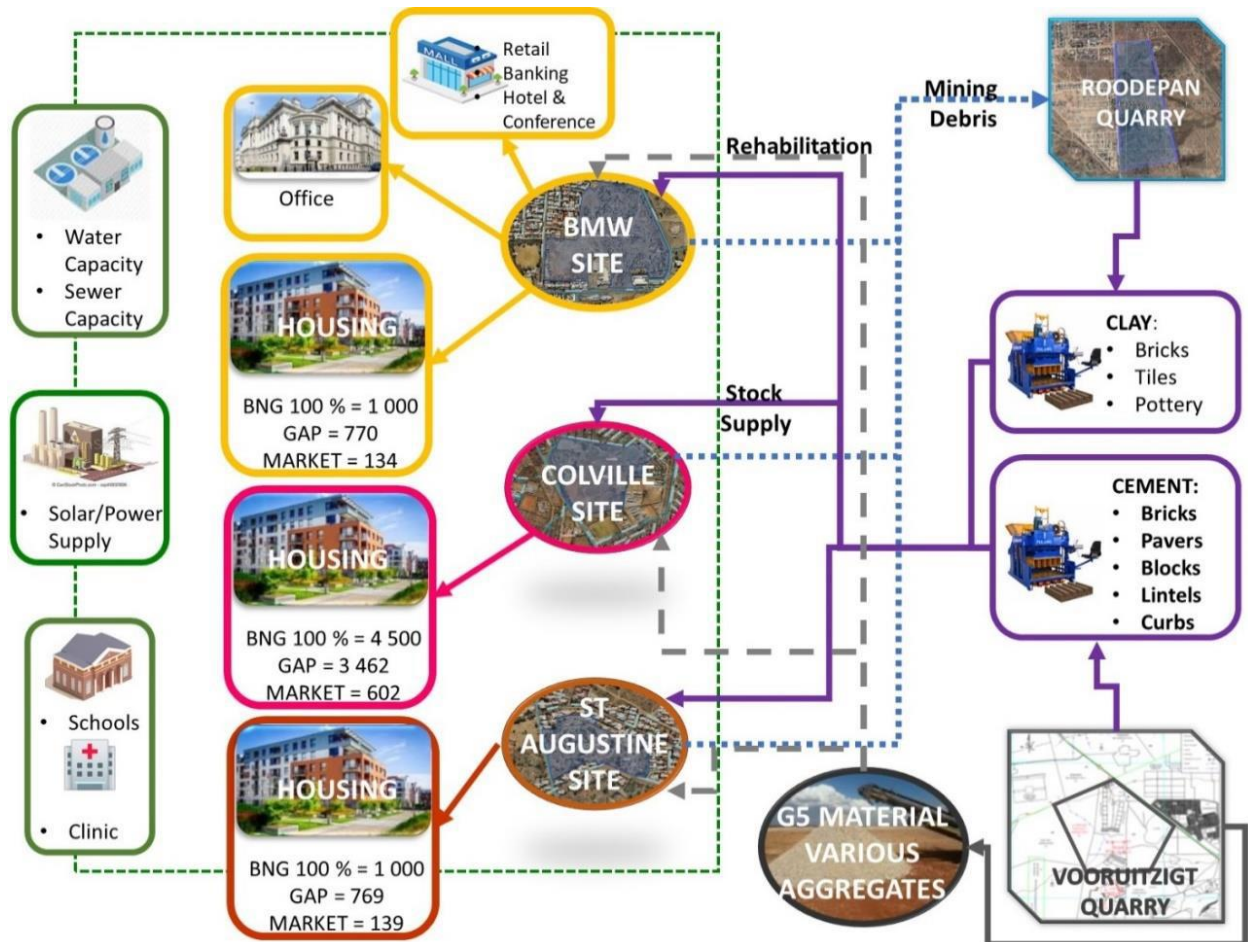 MALL
• Retail
Banking
• Hotel &
Conference
Office
• Water
Capacity
• Sewer
Capacity
• Solar/Power
Supply
• Schools
• Clinic
HOUSING
BNG 100 % = 1 000
GAP = 770
MARKET = 134
HOUSING
BNG 100 % = 4 500
GAP = 3 462
MARKET = 602
HOUSING
BNG 100 % = 1 000
GAP = 769
MARKET = 139
BMW
SITE
COLVILLE
SITE
ST
AUGUSTINE
SITE
Rehabilitation
Stock
Supply
Mining
Debris
ROODEPAN
QUARRY
CLAY:
• Bricks
• Tiles
• Pottery
CEMENT:
• Bricks
• Pavers
• Blocks
• Lintels
• Curbs
G5 MATERIAL
VARIOUS
AGGREGATES
VOORUITZIGT
QUARRY